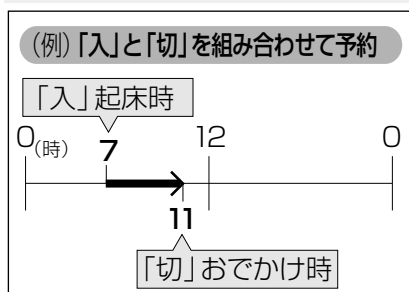 (例)「入」と「切」を組み合わせて予約
「入」起床時
0(時) 7 12 0
11
「切」おでかけ時